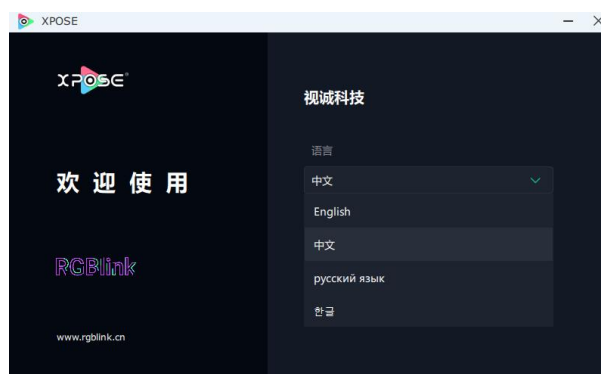 XPOSE
XPOSE®
欢迎使用
RGBlink
www.rgblink.cn
视诚科技
语言
中文
English
中文
русский язык
한글